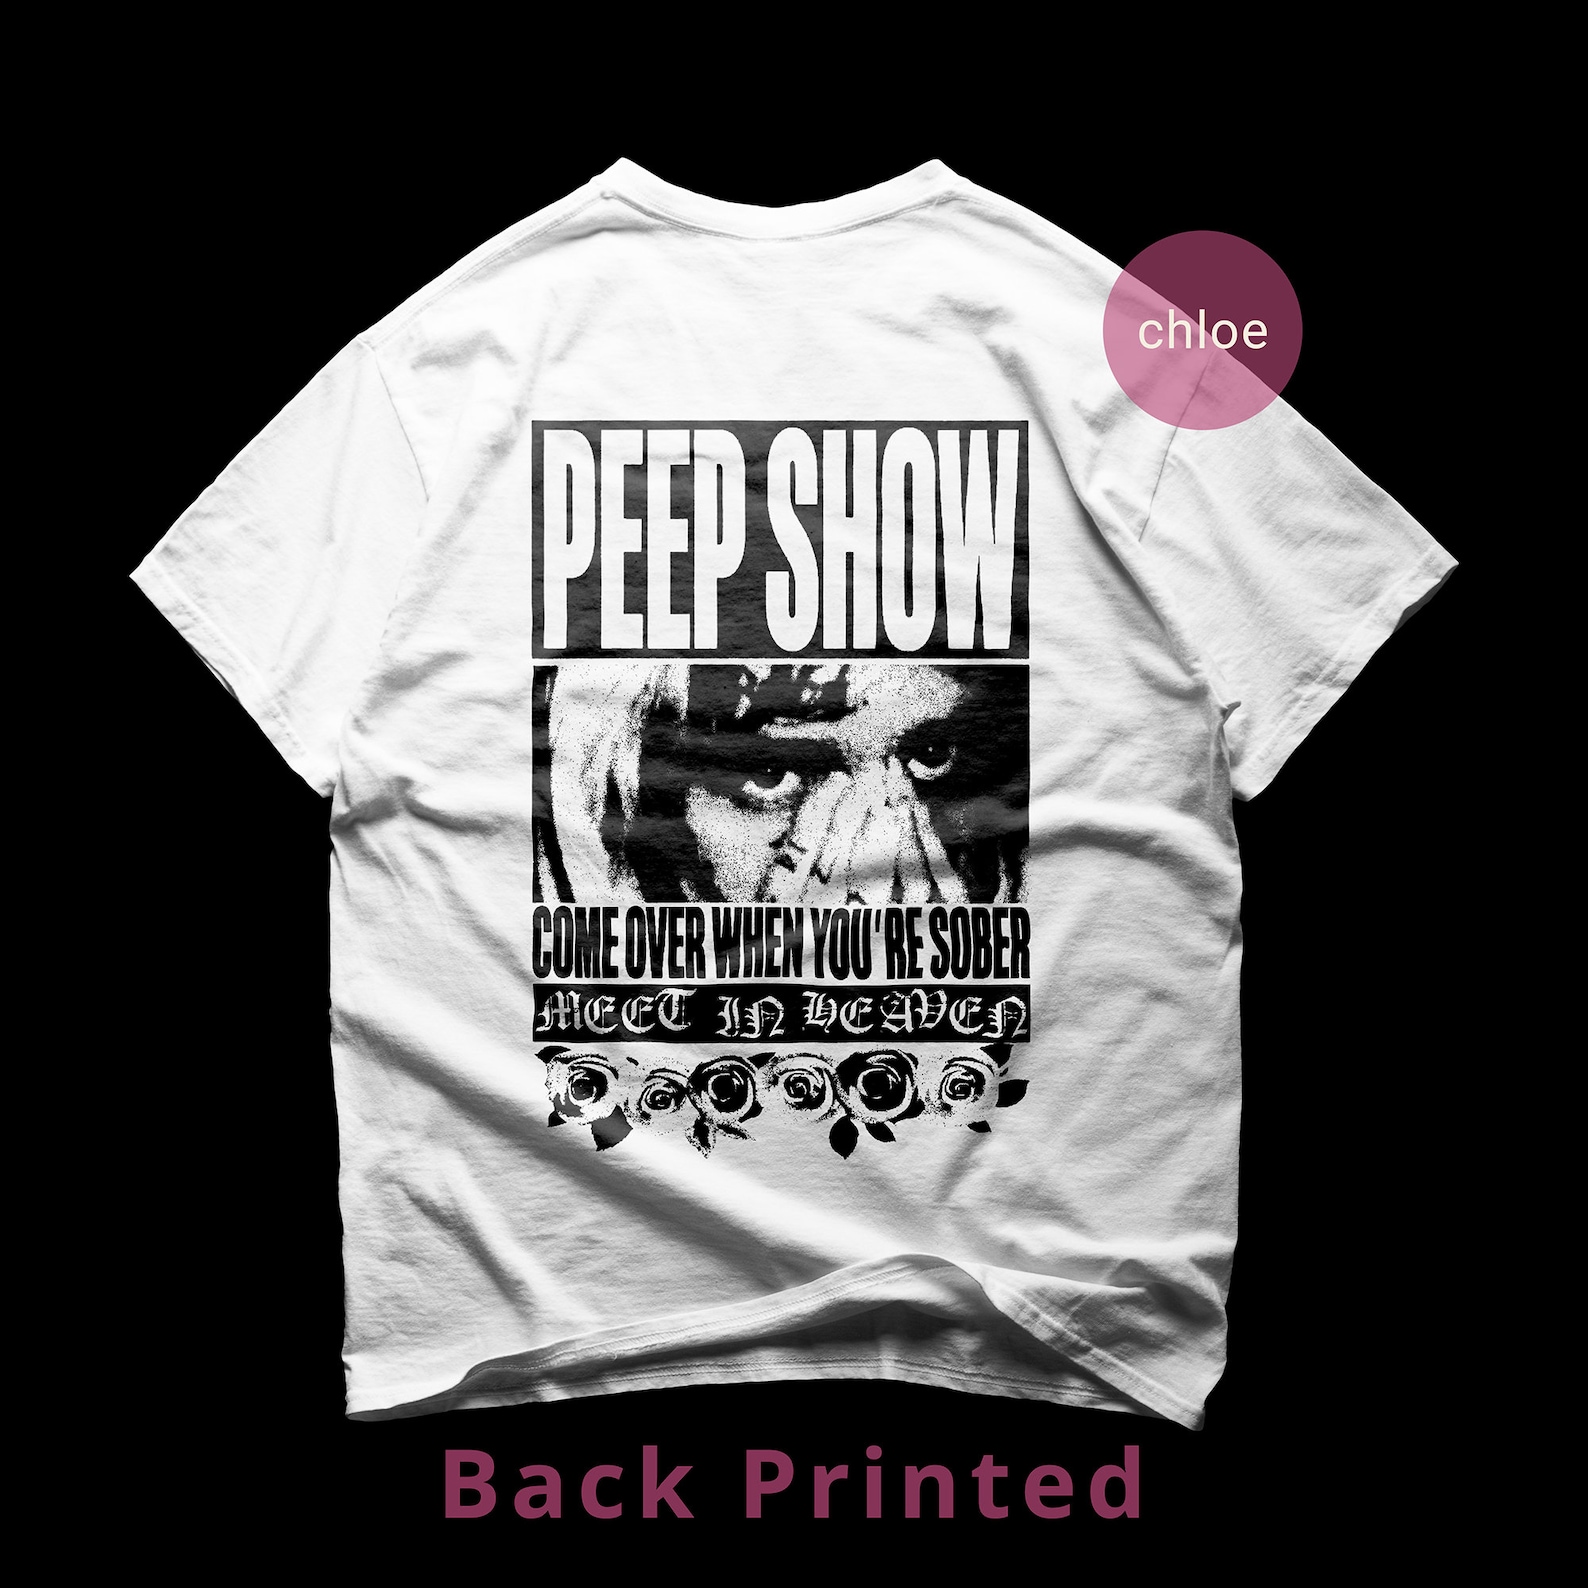 chloe
PEEP SHOW
COME OVER WHEN YOU'RE SOBER
MEET IN HEAVEN
Back Printed